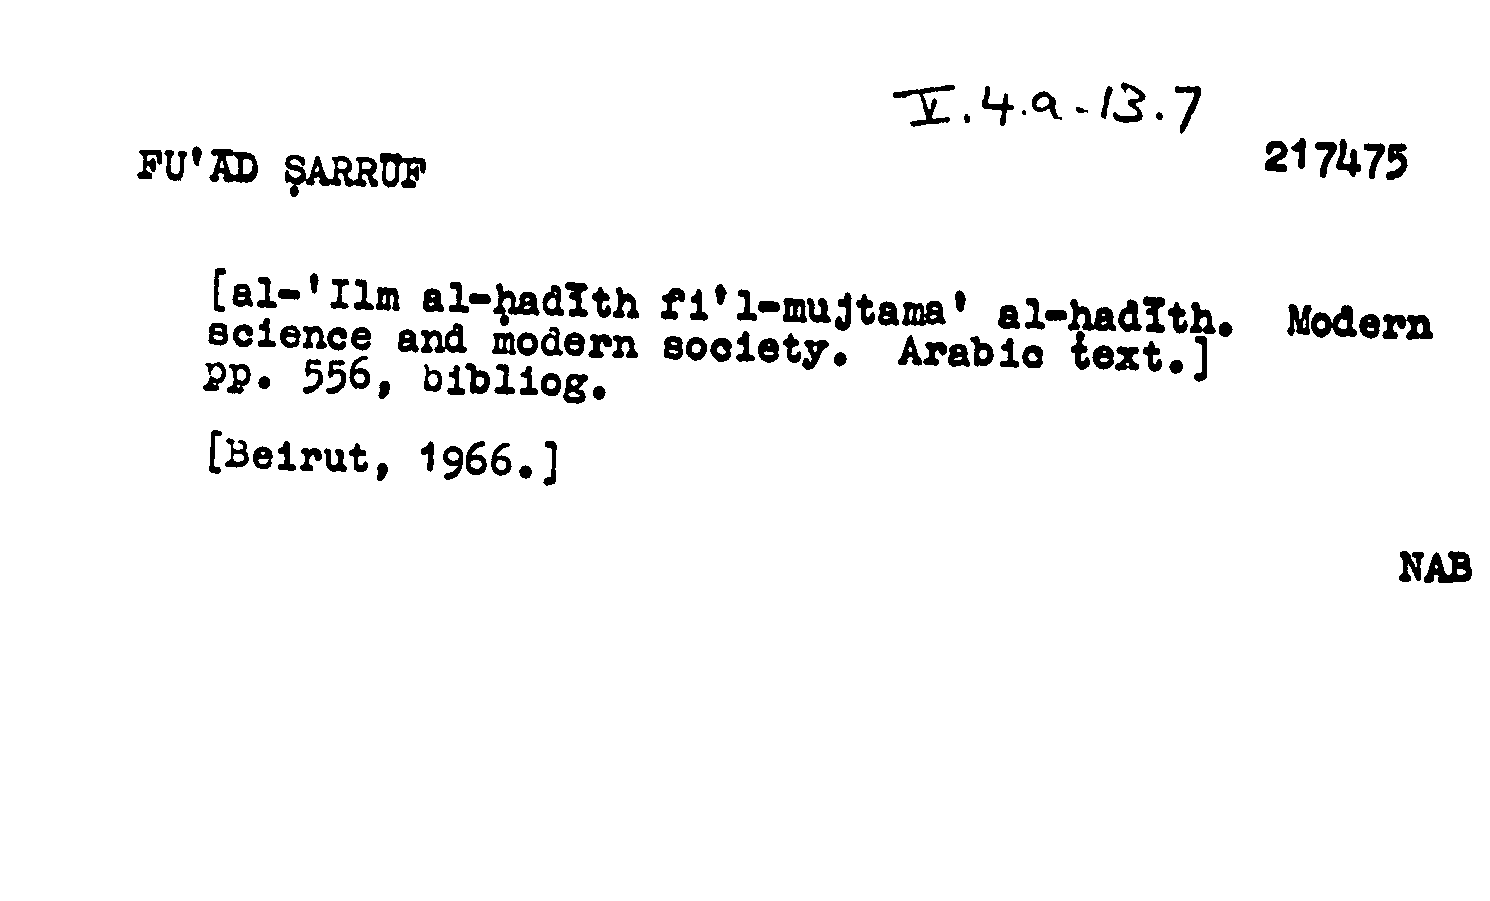 V.4.a-13.7
217475
FU'ĀD ṢARRŪF
[al-'Ilm al-ḥadīth fi'l-mujtama' al-ḥadīth. Modern
science and modern society. Arabic text.]
pp. 556, bibliog.
[Beirut, 1966.]
NAB